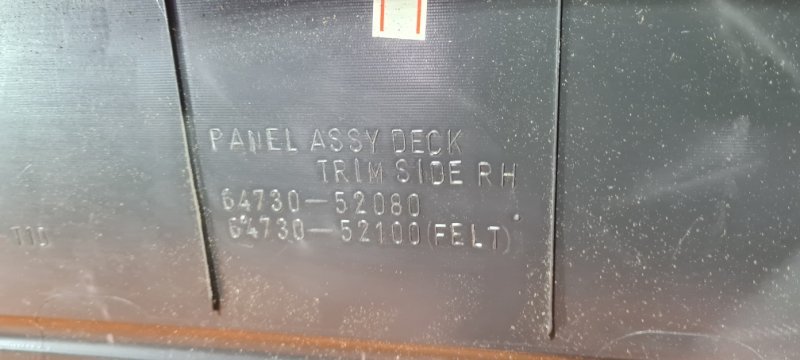 PANEL ASSY DECK
TRIM SIDE RH
64730-52080
64730-52100(FELT)